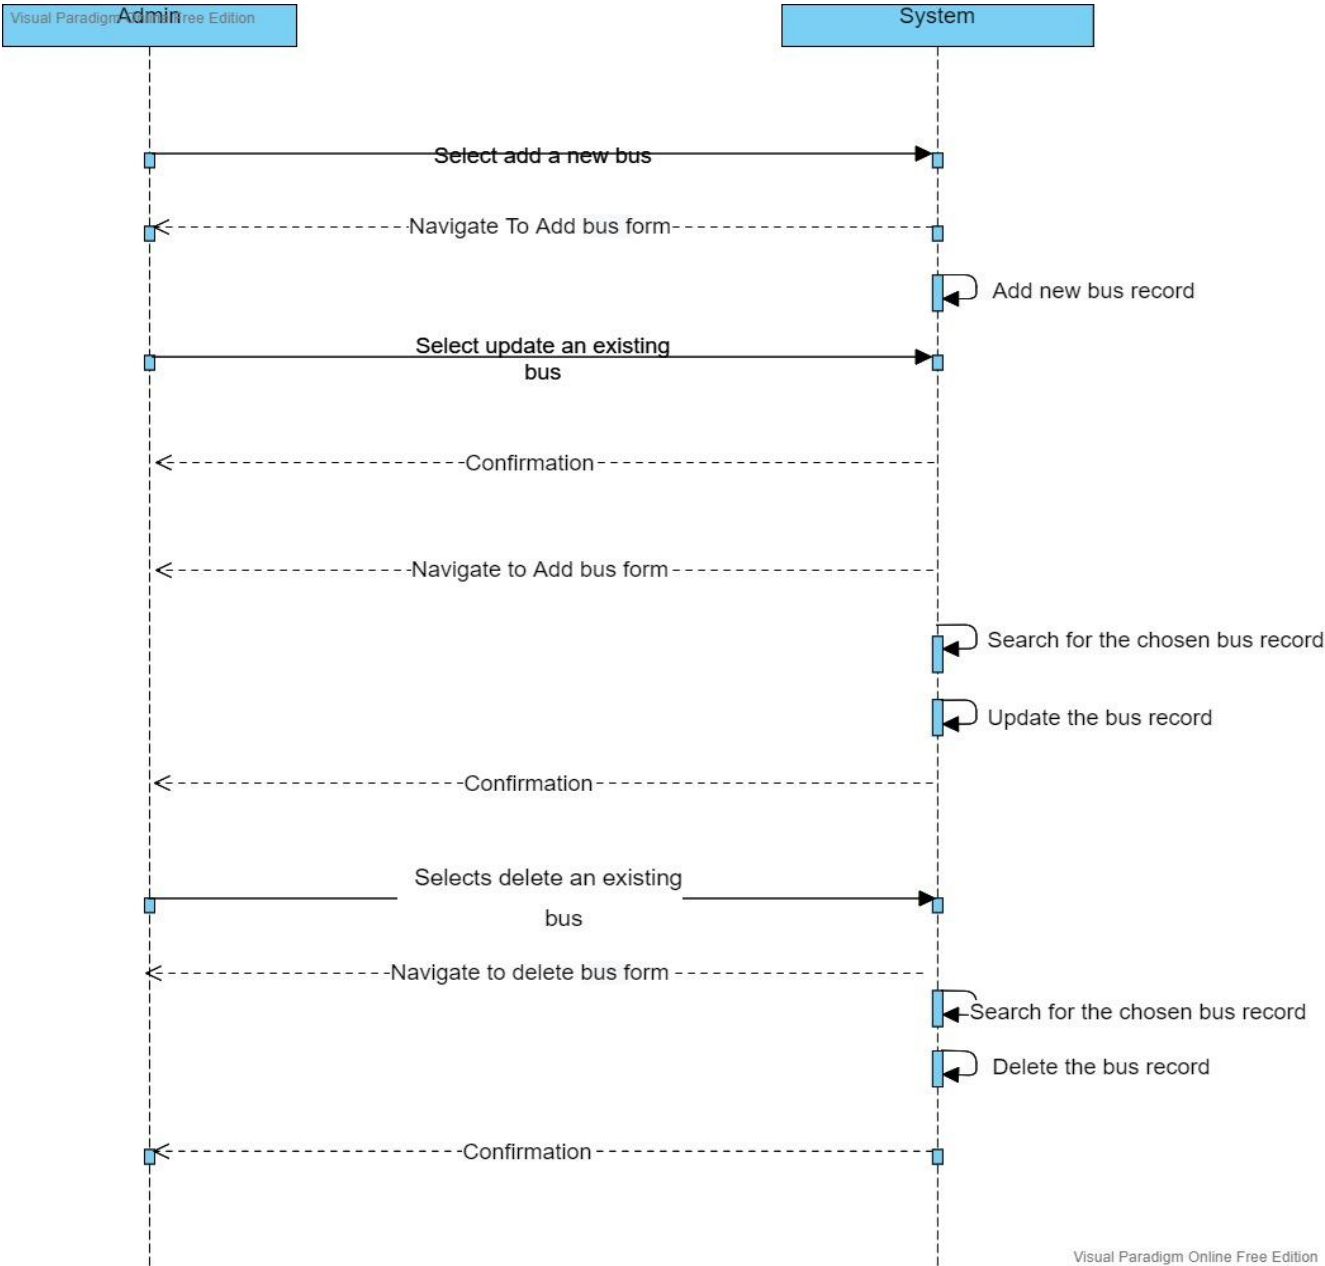 Visual Paradigm Online Free Edition
Admin
System
Select add a new bus
Navigate To Add bus form
Add new bus record
Select update an existing
bus
Confirmation
Navigate to Add bus form
Search for the chosen bus record
Update the bus record
Confirmation
Selects delete an existing
bus
Navigate to delete bus form
Search for the chosen bus record
Delete the bus record
Confirmation
Visual Paradigm Online Free Edition